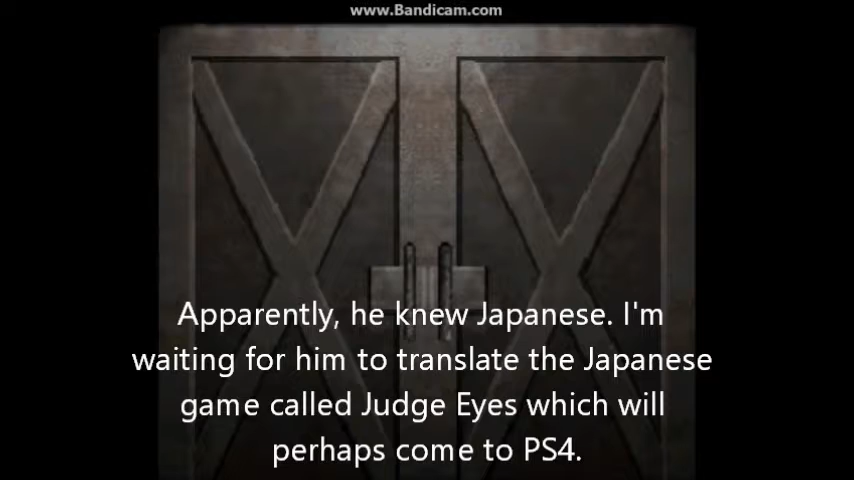 www.Bandicam.com
Apparently, he knew Japanese. I'm
waiting for him to translate the Japanese
game called Judge Eyes which will
perhaps come to PS4.